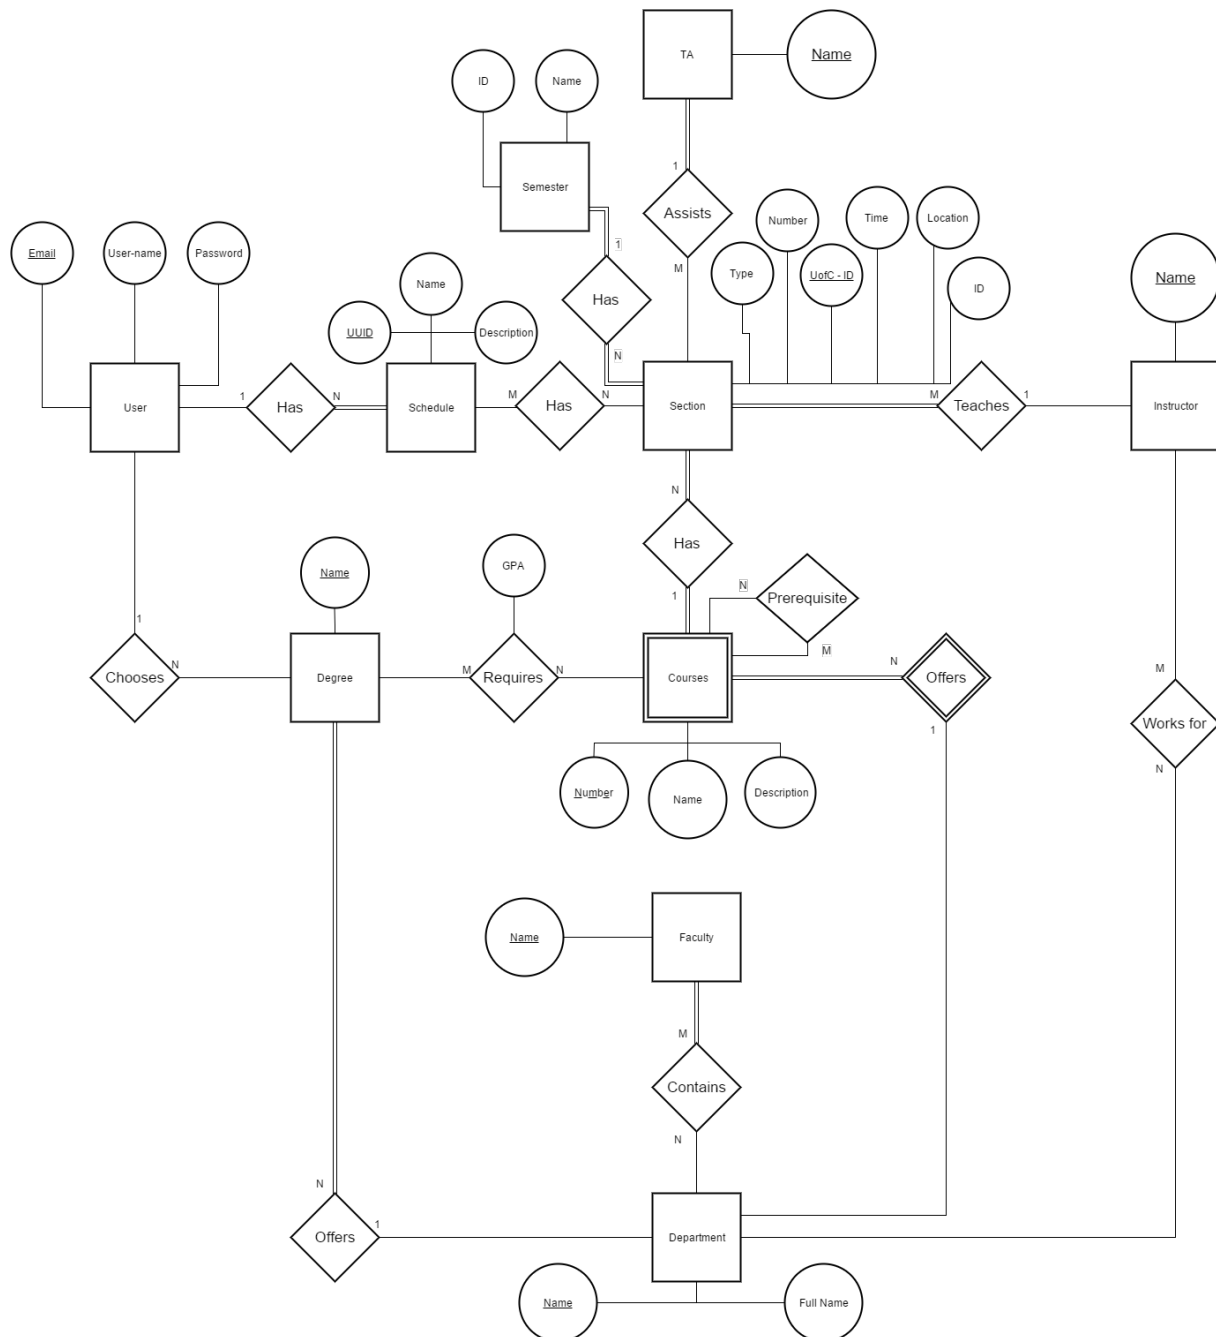 TA
Name
ID
Name
Semester
1
Assists
M
1
Has
N
Number
Time
Location
Type
UofC - ID
ID
Name
Email
User-name
Password
Name
UUID
Description
User
1
Has
N
Schedule
M
Has
N
Section
M
Teaches
1
Instructor
N
Has
1
Name
GPA
N
Prerequisite
M
1
Chooses
N
Degree
M
Requires
N
Courses
N
Offers
1
M
Works for
N
Number
Name
Description
Name
Faculty
M
Contains
N
N
Offers
1
Department
Name
Full Name